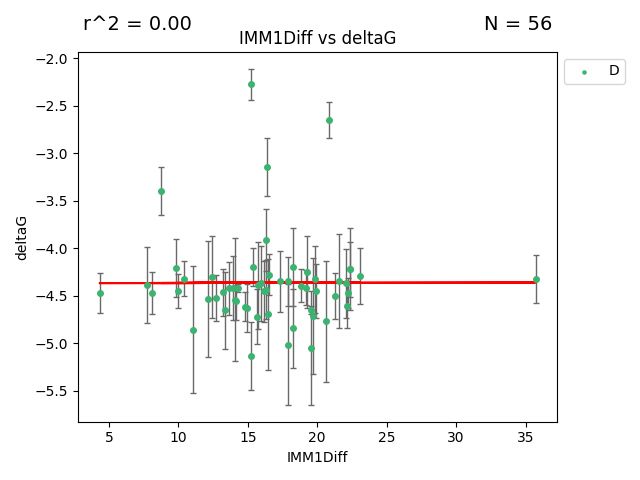 r^2 = 0.00
N = 56
IMM1Diff vs deltaG
D
−2.0
−2.5
−3.0
−3.5
−4.0
−4.5
−5.0
−5.5
deltaG
5 10 15 20 25 30 35
IMM1Diff